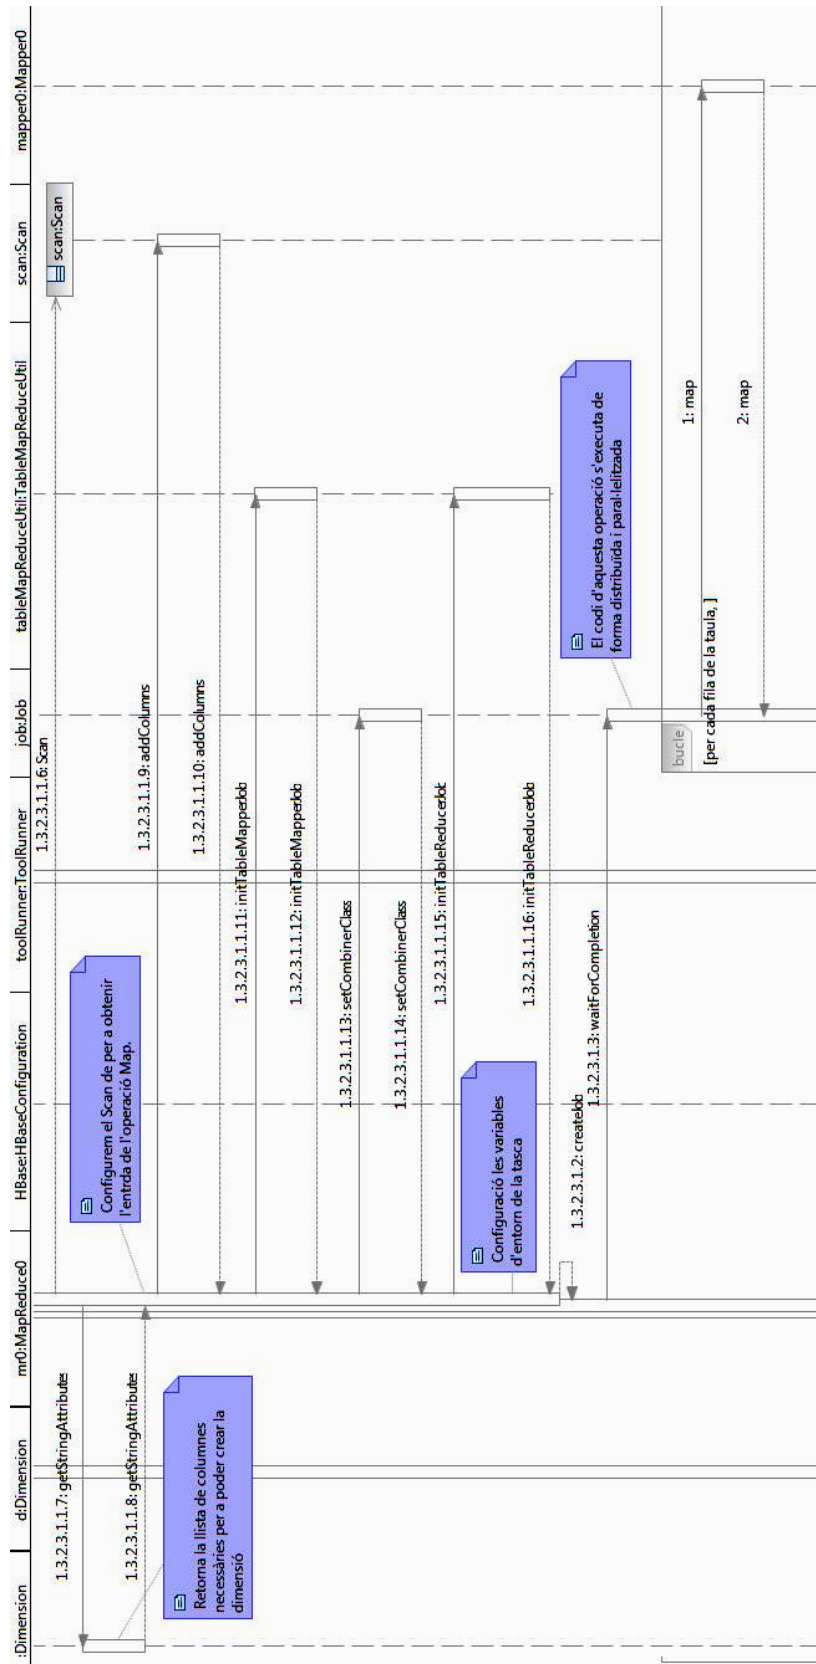 :Dimension
d:Dimension
mr0:MapReduce0
HBase:HBaseConfiguration
toolRunner:ToolRunner
job:Job
tableMapReduceUtil:TableMapReduceUtil
scan:Scan
mapper0:Mapper0
1.3.2.3.1.1.6: Scan
scan:Scan
1.3.2.3.1.1.7: getStringAttributes
Configurem el Scan de per a obtenir
l'entrda de l'operació Map.
1.3.2.3.1.1.8: getStringAttributes
1.3.2.3.1.1.9: addColumns
Retorna la llista de columnes
necessàries per a poder crear la
dimensió
1.3.2.3.1.1.10: addColumns
1.3.2.3.1.1.11: initTableMapperJob
1.3.2.3.1.1.12: initTableMapperJob
1.3.2.3.1.1.13: setCombinerClass
1.3.2.3.1.1.14: setCombinerClass
1.3.2.3.1.1.15: initTableReducerJob
Configuració les variables
d'entorn de la tasca
1.3.2.3.1.1.16: initTableReducerJob
1.3.2.3.1.2: createJob
1.3.2.3.1.3: waitForCompletion
El codi d'aquesta operació s'executa de
forma distribuïda i paral·lelitzada
bucle
[per cada fila de la taula, ]
1: map
2: map